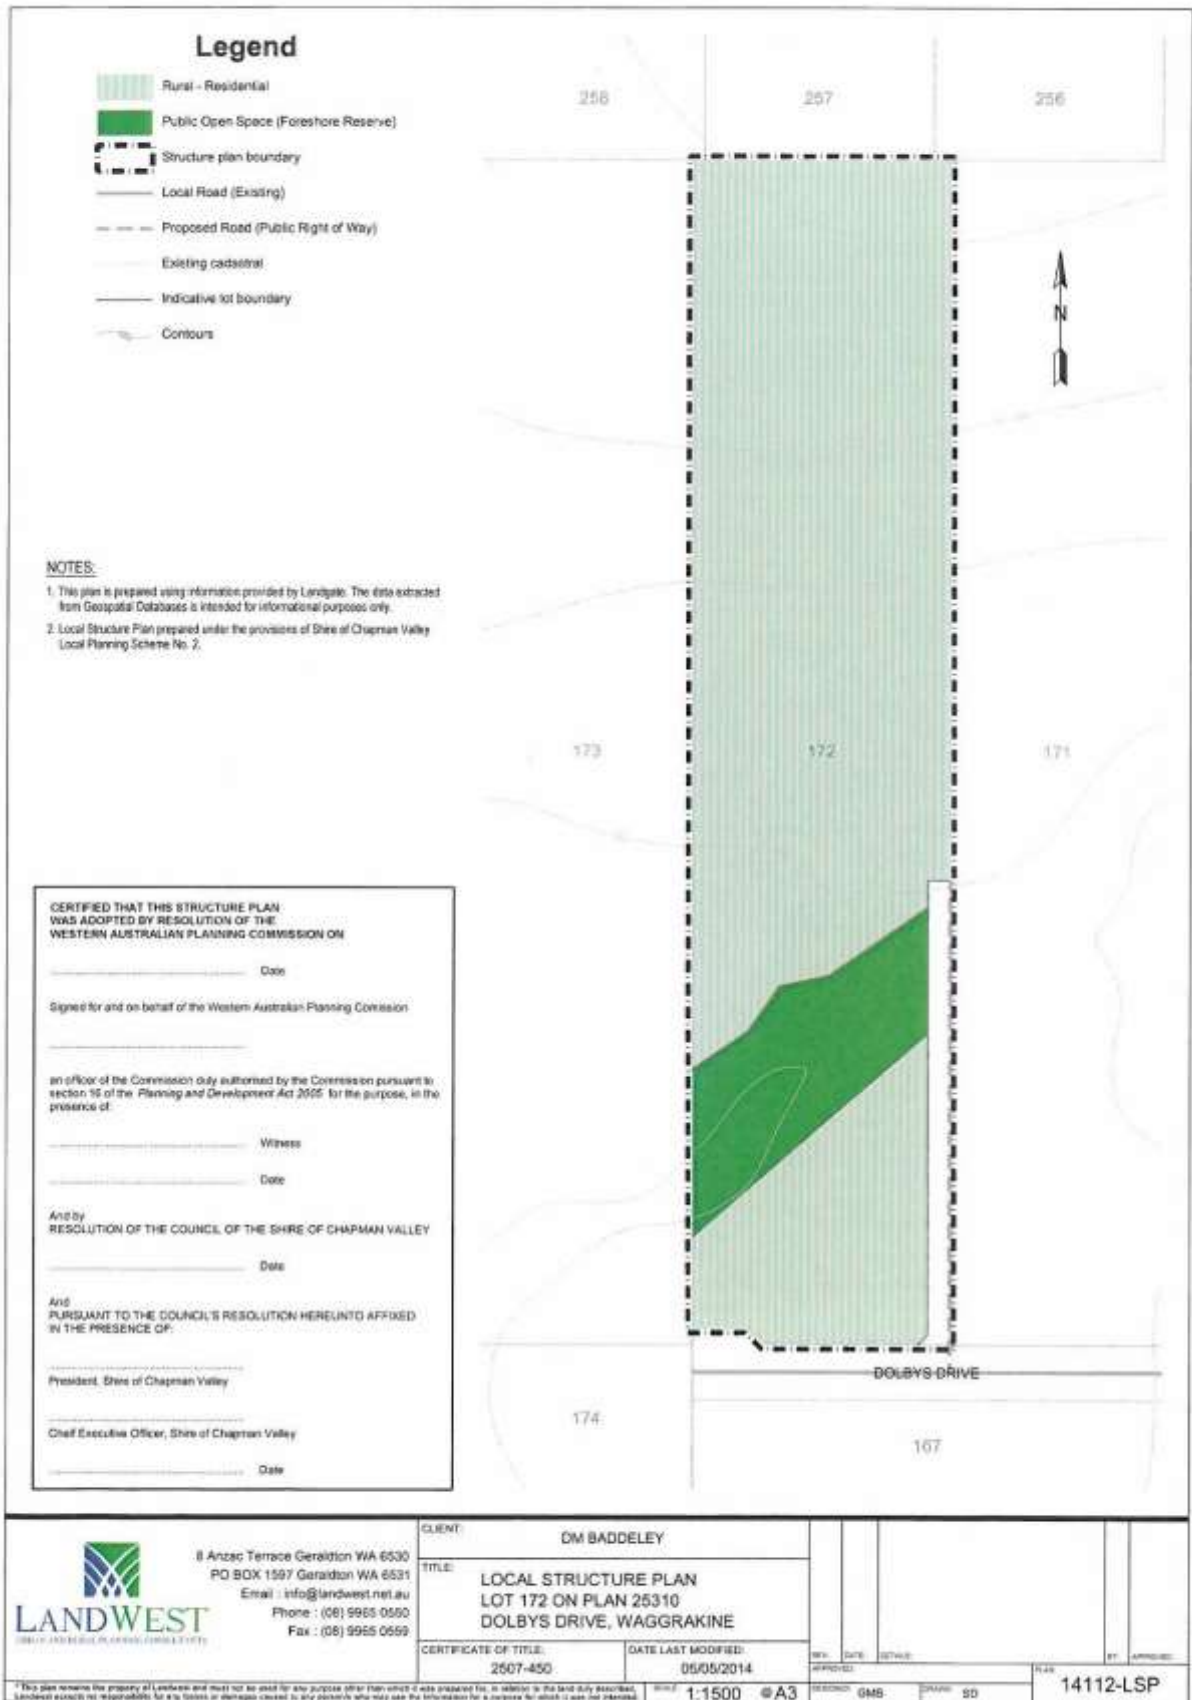 Legend
Rural - Residential
Public Open Space (Foreshore Reserve)
Structure plan boundary
Local Road (Existing)
Proposed Road (Public Right of Way)
Existing cadastral
Indicative lot boundary
Contours
258
257
256
N
NOTES:
1. This plan is prepared using information provided by Landgate. The data extracted
from Geospatial Databases is intended for informational purposes only.
2. Local Structure Plan prepared under the provisions of Shire of Chapman Valley
Local Planning Scheme No. 2.
173
172
171
CERTIFIED THAT THIS STRUCTURE PLAN
WAS ADOPTED BY RESOLUTION OF THE
WESTERN AUSTRALIAN PLANNING COMMISSION ON
Date
Signed for and on behalf of the Western Australian Planning Comission
an officer of the Commission duly authorised by the Commission pursuant to
section 16 of the Planning and Development Act 2005 for the purpose, in the
presence of:
Witness
Date
And by
RESOLUTION OF THE COUNCIL OF THE SHIRE OF CHAPMAN VALLEY
Date
And
PURSUANT TO THE COUNCIL'S RESOLUTION HEREUNTO AFFIXED
IN THE PRESENCE OF:
President, Shire of Chapman Valley
Chief Executive Officer, Shire of Chapman Valley
Date
DOLBYS DRIVE
174
167
LANDWEST
8 Anzac Terrace Geraldton WA 6530
PO BOX 1597 Geraldton WA 6531
Email : info@landwest.net.au
Phone : (08) 9965 0550
Fax : (08) 9965 0559
CLIENT:
DM BADDELEY
TITLE:
LOCAL STRUCTURE PLAN
LOT 172 ON PLAN 25310
DOLBYS DRIVE, WAGGRAKINE
CERTIFICATE OF TITLE:
2507-450
DATE LAST MODIFIED:
05/05/2014
SCALE
1:1500 @A3
REV. DATE DETAILS BY APPROVED
APPROVED
DESIGNED GMB
DRAWN SD
PLAN
14112-LSP